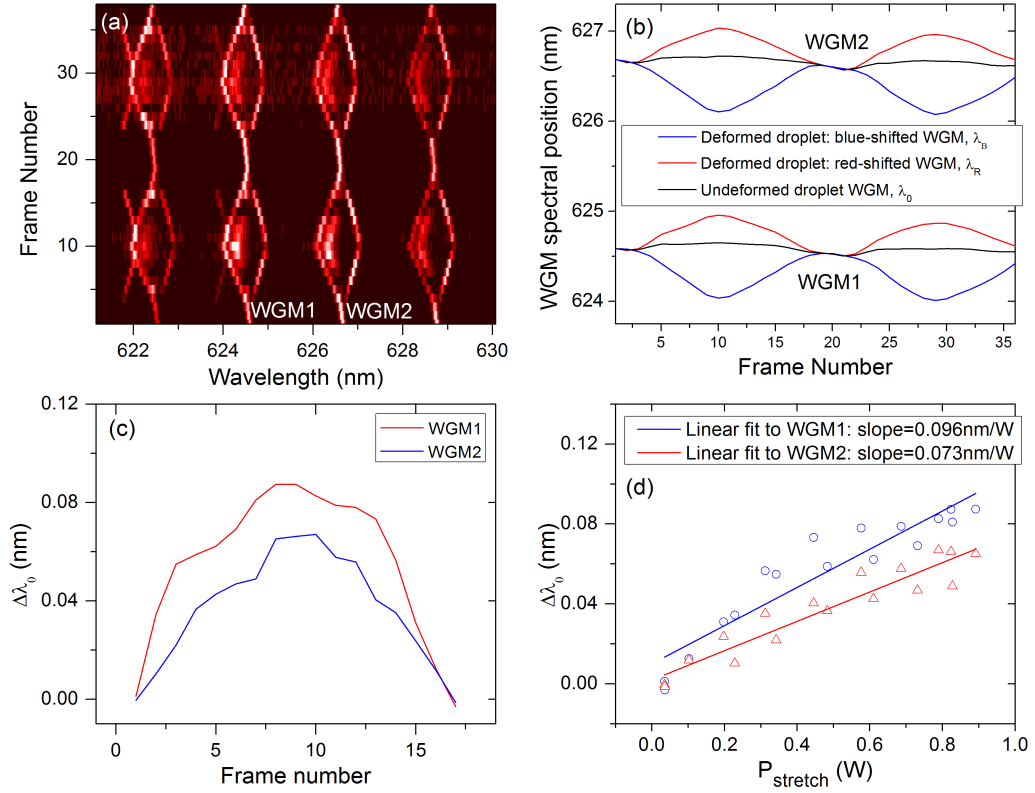 (a)
Frame Number
30
20
10
WGM1
WGM2
622
624
626
628
630
Wavelength (nm)
(b)
WGM spectral position (nm)
627
626
625
624
WGM2
Deformed droplet: blue-shifted WGM, λB
Deformed droplet: red-shifted WGM, λR
Undeformed droplet WGM, λ0
WGM1
5
10
15
20
25
30
35
Frame Number
(c)
Δλ0 (nm)
0.12
0.08
0.04
0.00
WGM1
WGM2
0
5
10
15
Frame number
Linear fit to WGM1: slope=0.096nm/W
Linear fit to WGM2: slope=0.073nm/W
(d)
Δλ0 (nm)
0.12
0.08
0.04
0.00
0.0
0.2
0.4
0.6
0.8
1.0
Pstretch (W)